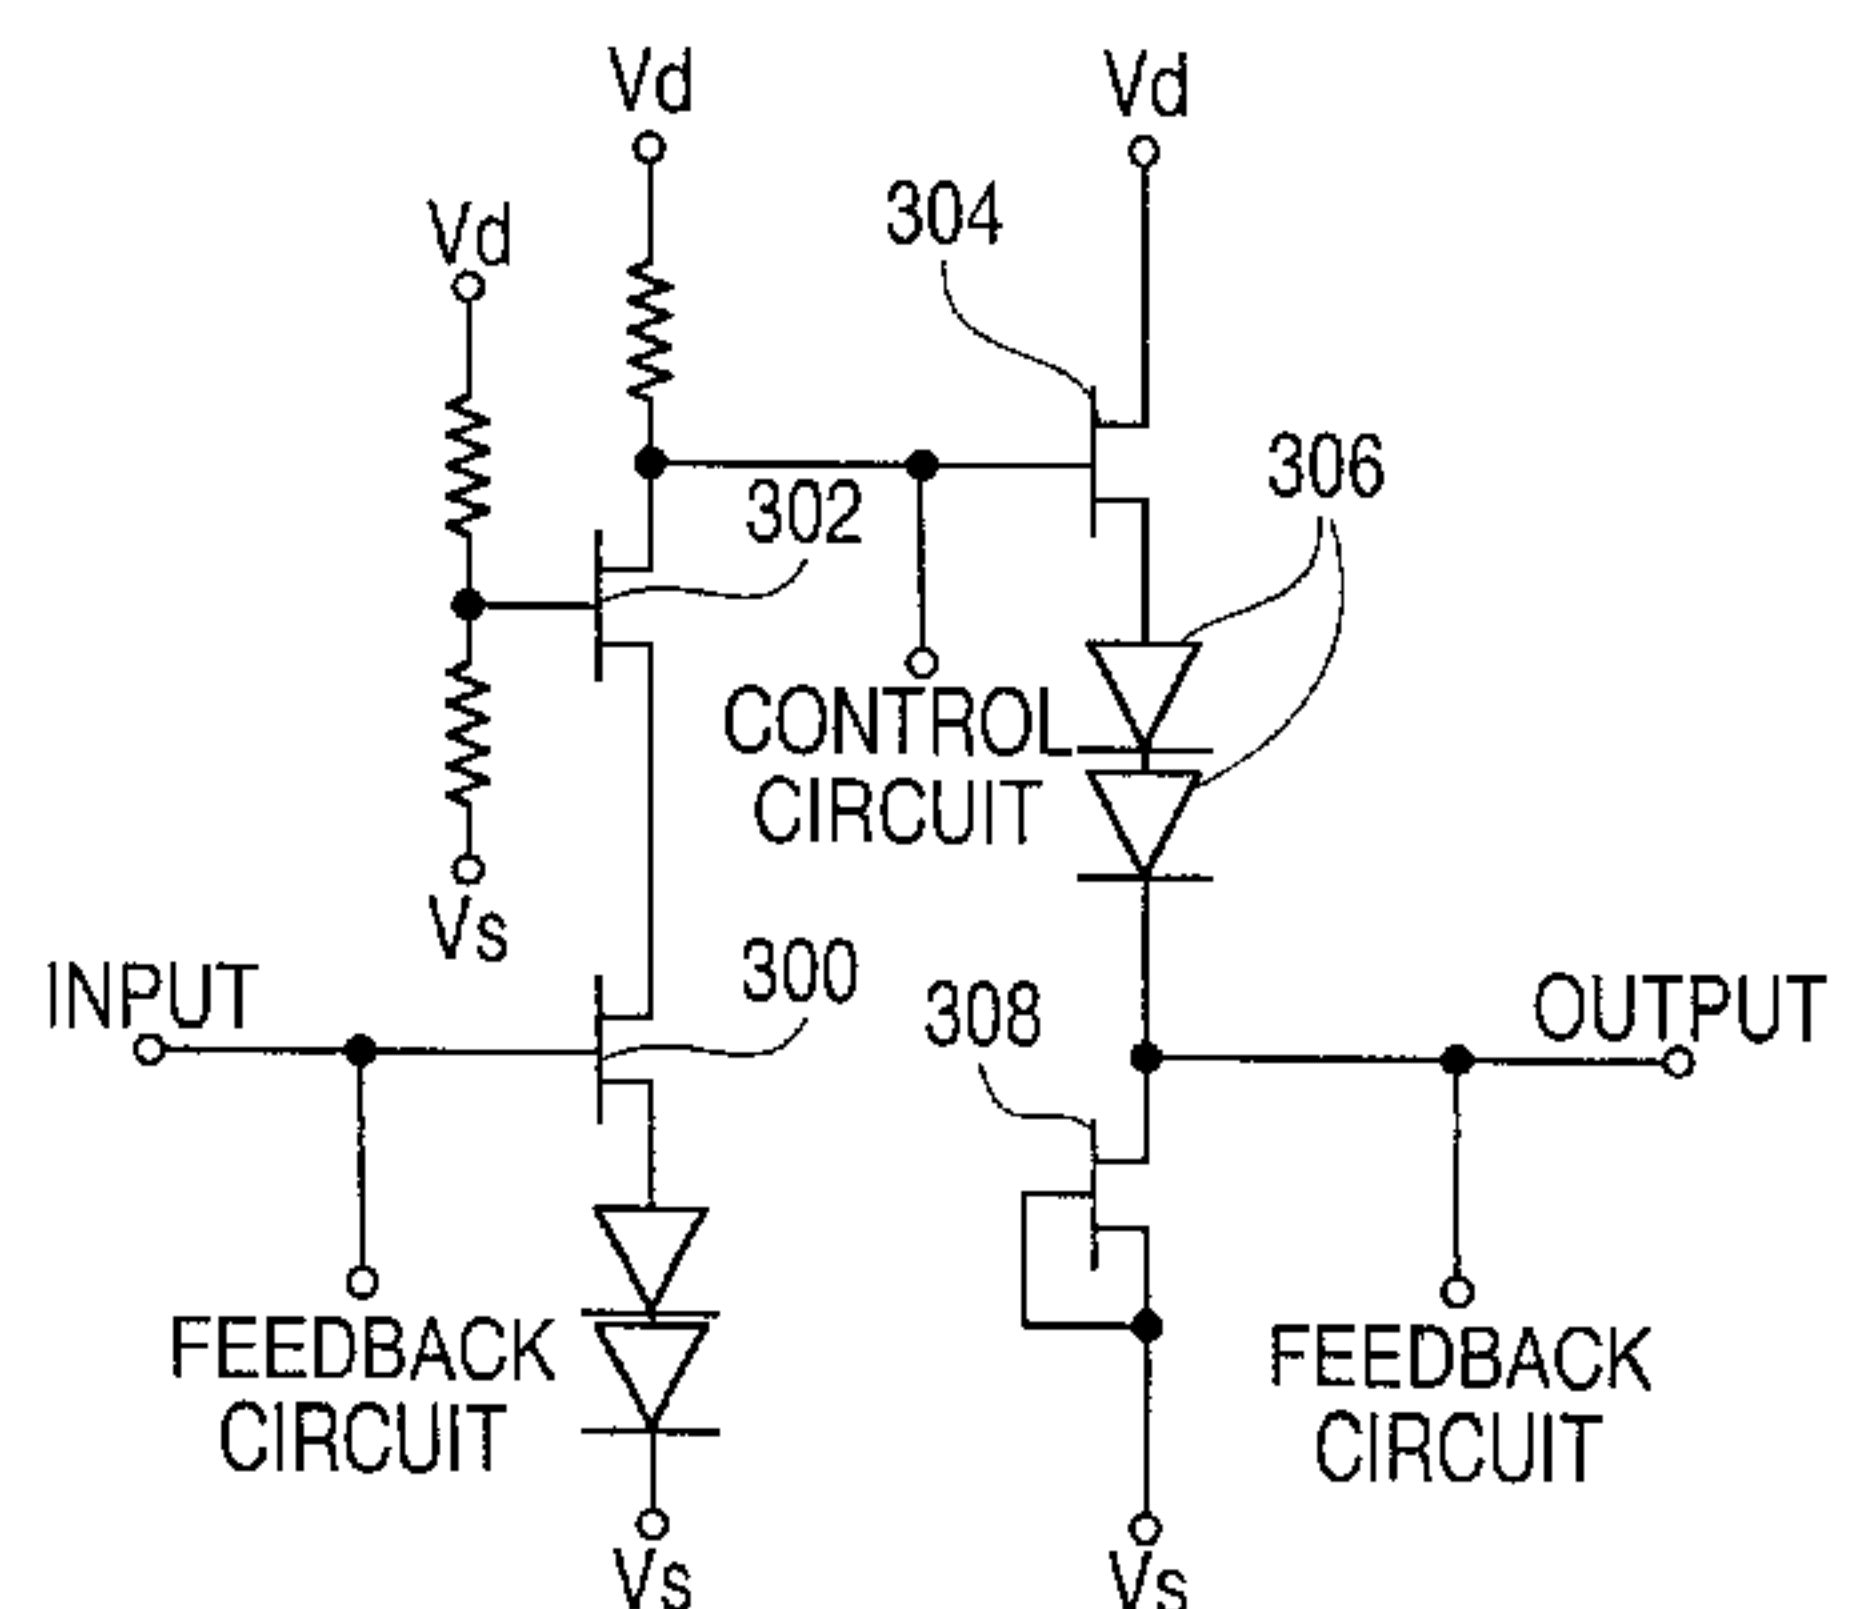 Vd
Vd
Vd
304
306
302
CONTROL
CIRCUIT
Vs
INPUT
300
308
OUTPUT
FEEDBACK
CIRCUIT
FEEDBACK
CIRCUIT
Vs
Vs